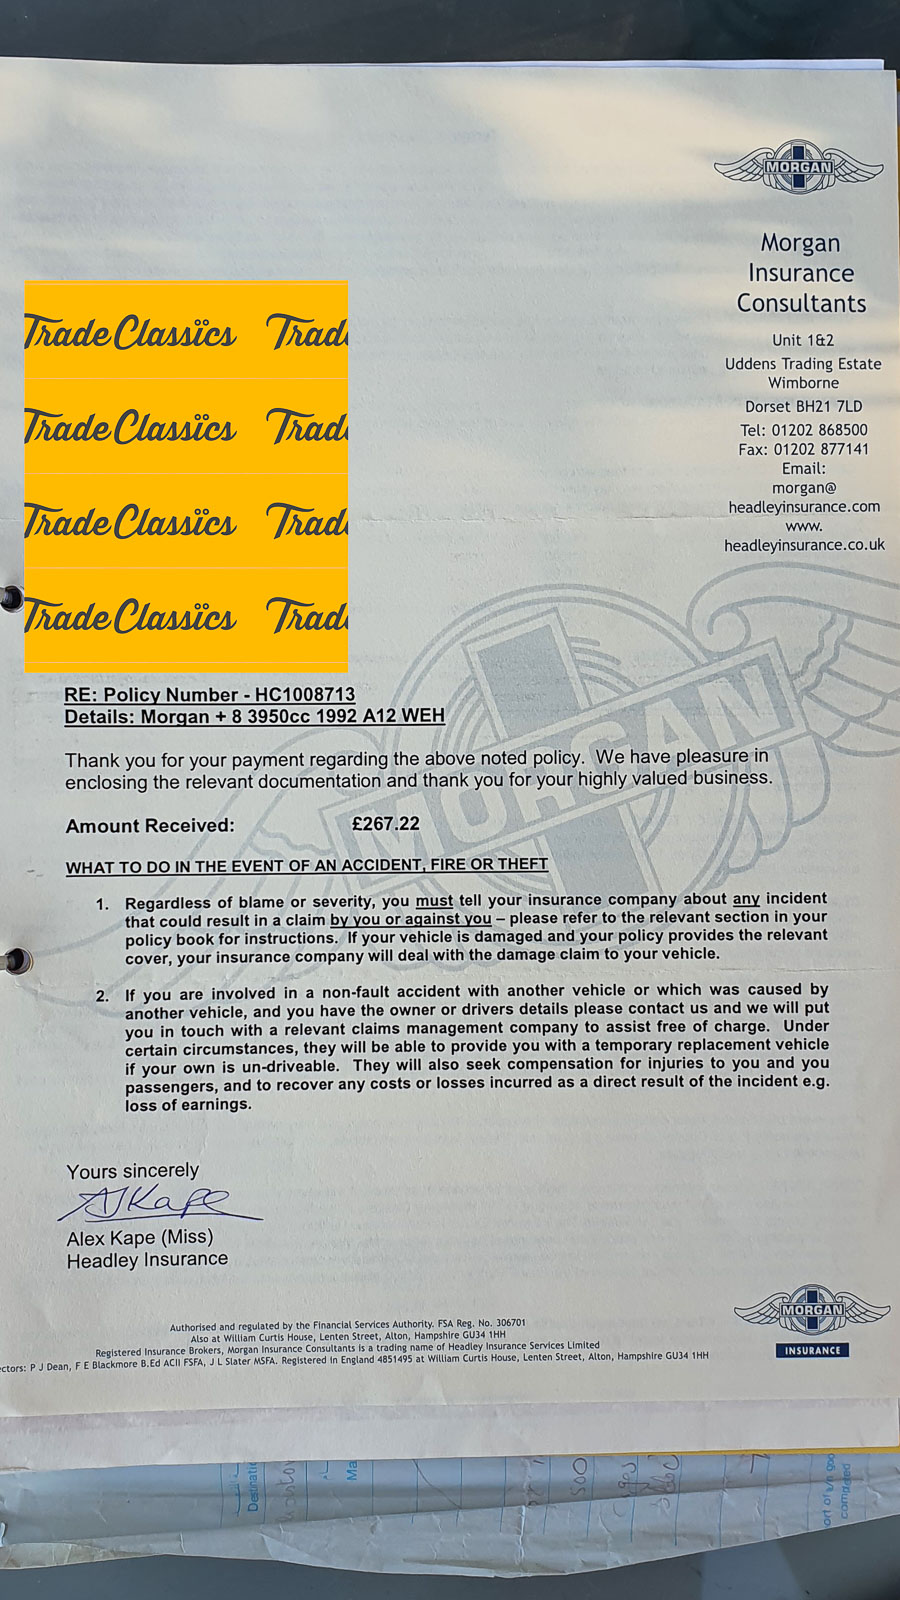 MORGAN
Morgan
Insurance
Consultants
Unit 1&2
Uddens Trading Estate
Wimborne
Dorset BH21 7LD
Tel: 01202 868500
Fax: 01202 877141
Email:
morgan@
headleyinsurance.com
www.
headleyinsurance.co.uk
Trade Classics Trad
Trade Classics Trad
Trade Classics Trad
Trade Classics Trad
MORGAN
RE: Policy Number - HC1008713
Details: Morgan + 8 3950cc 1992 A12 WEH
Thank you for your payment regarding the above noted policy. We have pleasure in
enclosing the relevant documentation and thank you for your highly valued business.
Amount Received: £267.22
WHAT TO DO IN THE EVENT OF AN ACCIDENT, FIRE OR THEFT
1. Regardless of blame or severity, you must tell your insurance company about any incident
that could result in a claim by you or against you – please refer to the relevant section in your
policy book for instructions. If your vehicle is damaged and your policy provides the relevant
cover, your insurance company will deal with the damage claim to your vehicle.
2. If you are involved in a non-fault accident with another vehicle or which was caused by
another vehicle, and you have the owner or drivers details please contact us and we will put
you in touch with a relevant claims management company to assist free of charge. Under
certain circumstances, they will be able to provide you with a temporary replacement vehicle
if your own is un-driveable. They will also seek compensation for injuries to you and you
passengers, and to recover any costs or losses incurred as a direct result of the incident e.g.
loss of earnings.
Yours sincerely
AJKape
Alex Kape (Miss)
Headley Insurance
MORGAN
INSURANCE
Authorised and regulated by the Financial Services Authority. FSA Reg. No. 306701
Also at William Curtis House, Lenten Street, Alton, Hampshire GU34 1HH
Registered Insurance Brokers, Morgan Insurance Consultants is a trading name of Headley Insurance Services Limited
ctors: P J Dean, F E Blackmore B.Ed ACII FSFA, J L Slater MSFA. Registered in England 4851495 at William Curtis House, Lenten Street, Alton, Hampshire GU34 1HH
Destinati
Ma
500
completed